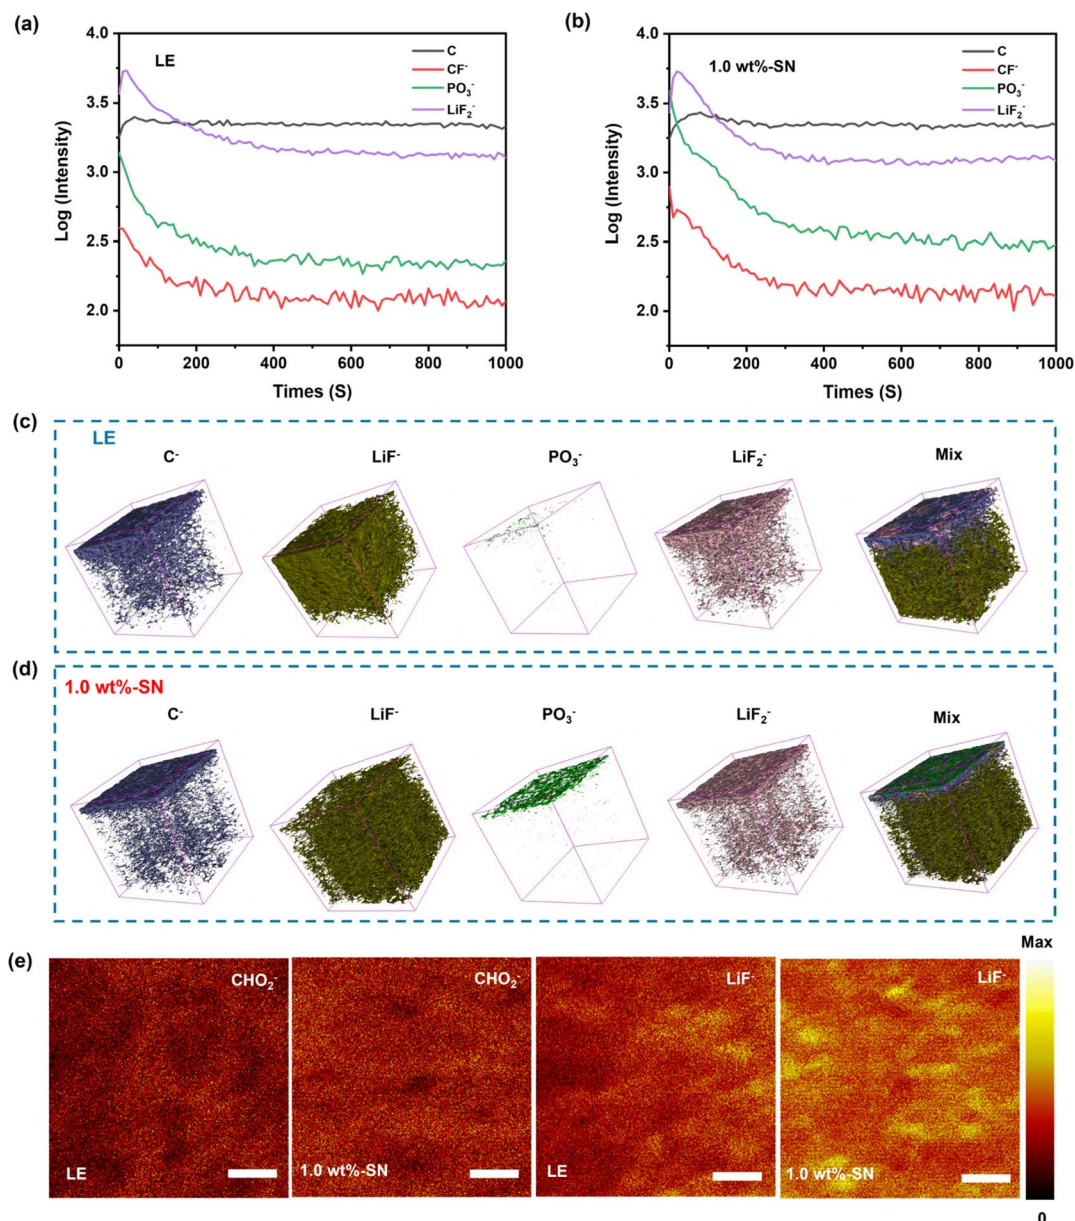 (a)
LE
C
CF⁻
PO₃⁻
LiF₂⁻
4.0
3.5
3.0
2.5
2.0
Log (Intensity)
0 200 400 600 800 1000
Times (S)
(b)
1.0 wt%-SN
C
CF⁻
PO₃⁻
LiF₂⁻
4.0
3.5
3.0
2.5
2.0
Log (Intensity)
0 200 400 600 800 1000
Times (S)
(c)
LE
C⁻ LiF⁻ PO₃⁻ LiF₂⁻ Mix
(d)
1.0 wt%-SN
C⁻ LiF⁻ PO₃⁻ LiF₂⁻ Mix
(e)
CHO₂⁻
LE
CHO₂⁻
1.0 wt%-SN
LiF⁻
LE
LiF⁻
1.0 wt%-SN
Max
0